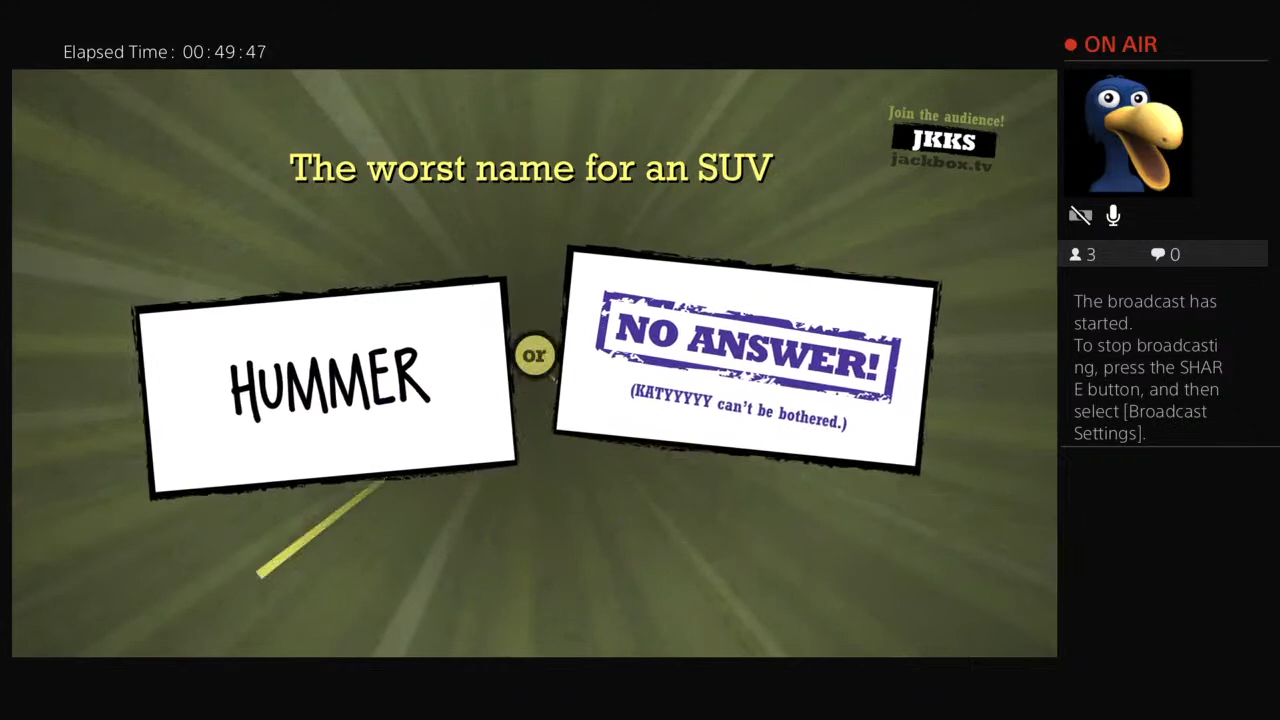 Elapsed Time: 00:49:47
ON AIR
Join the audience!
JKKS
jackbox.tv
The worst name for an SUV
HUMMER
or
NO ANSWER!
(KATYYYYY can't be bothered.)
3
0
The broadcast has
started.
To stop broadcasti
ng, press the SHAR
E button, and then
select [Broadcast
Settings].